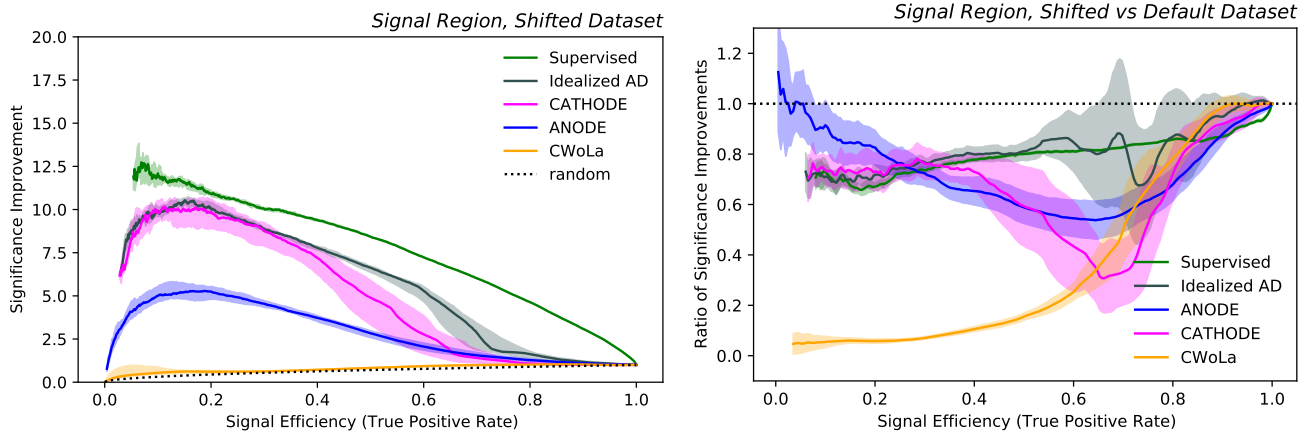 Signal Region, Shifted Dataset
20.0
17.5
15.0
12.5
10.0
7.5
5.0
2.5
0.0
Significance Improvement
Supervised
Idealized AD
CATHODE
ANODE
CWoLa
random
0.0 0.2 0.4 0.6 0.8 1.0
Signal Efficiency (True Positive Rate)
Signal Region, Shifted vs Default Dataset
1.2
1.0
0.8
0.6
0.4
0.2
0.0
Ratio of Significance Improvements
Supervised
Idealized AD
ANODE
CATHODE
CWoLa
0.0 0.2 0.4 0.6 0.8 1.0
Signal Efficiency (True Positive Rate)